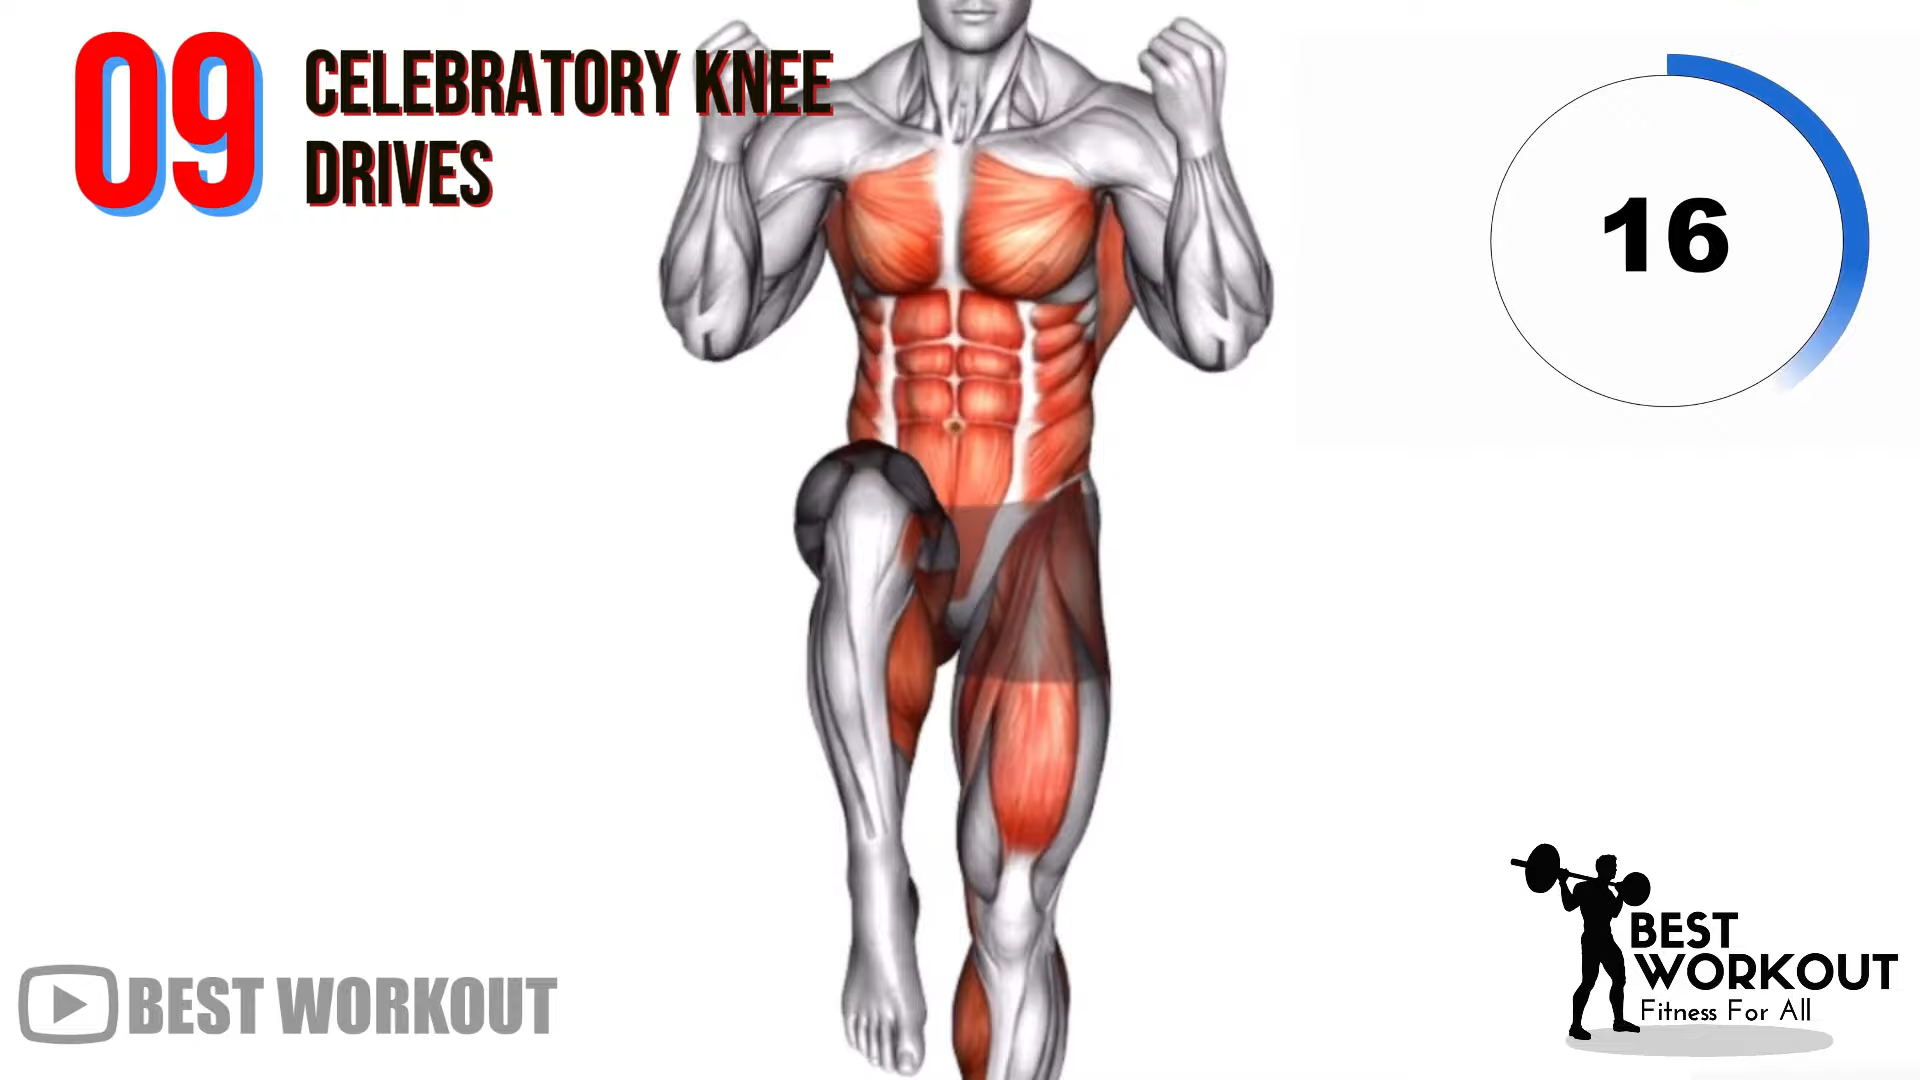 09
CELEBRATORY KNEE
DRIVES
16
BEST WORKOUT
BEST
WORKOUT
Fitness For All